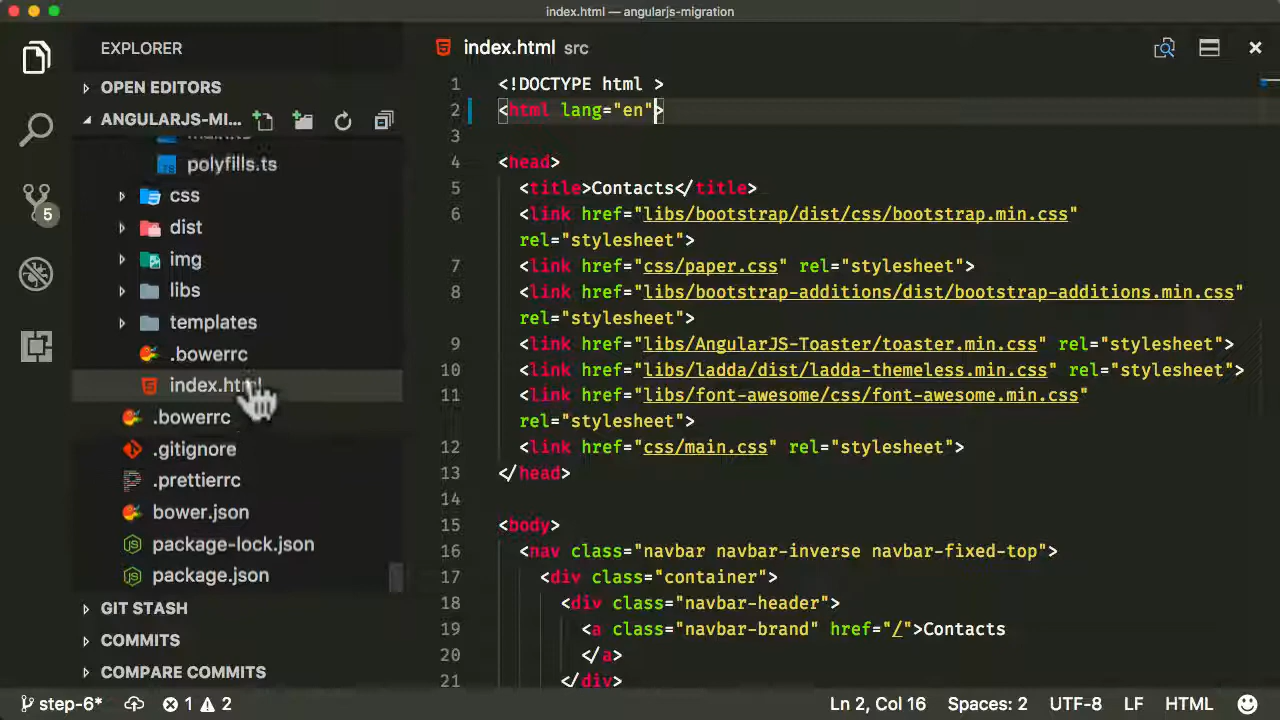 index.html — angularjs-migration
EXPLORER
OPEN EDITORS
ANGULARJS-MI...
main.ts
polyfills.ts
css
dist
img
libs
templates
.bowerrc
index.html
.bowerrc
.gitignore
.prettierrc
bower.json
package-lock.json
package.json
GIT STASH
COMMITS
COMPARE COMMITS
5
index.html src
1 <!DOCTYPE html >
2 <html lang="en">
3
4 <head>
5 <title>Contacts</title>
6 <link href="libs/bootstrap/dist/css/bootstrap.min.css"
rel="stylesheet">
7 <link href="css/paper.css" rel="stylesheet">
8 <link href="libs/bootstrap-additions/dist/bootstrap-additions.min.css"
rel="stylesheet">
9 <link href="libs/AngularJS-Toaster/toaster.min.css" rel="stylesheet">
10 <link href="libs/ladda/dist/ladda-themeless.min.css" rel="stylesheet">
11 <link href="libs/font-awesome/css/font-awesome.min.css"
rel="stylesheet">
12 <link href="css/main.css" rel="stylesheet">
13 </head>
14
15 <body>
16 <nav class="navbar navbar-inverse navbar-fixed-top">
17 <div class="container">
18 <div class="navbar-header">
19 <a class="navbar-brand" href="/">Contacts
20 </a>
21 </div>
step-6* 1 2 Ln 2, Col 16 Spaces: 2 UTF-8 LF HTML